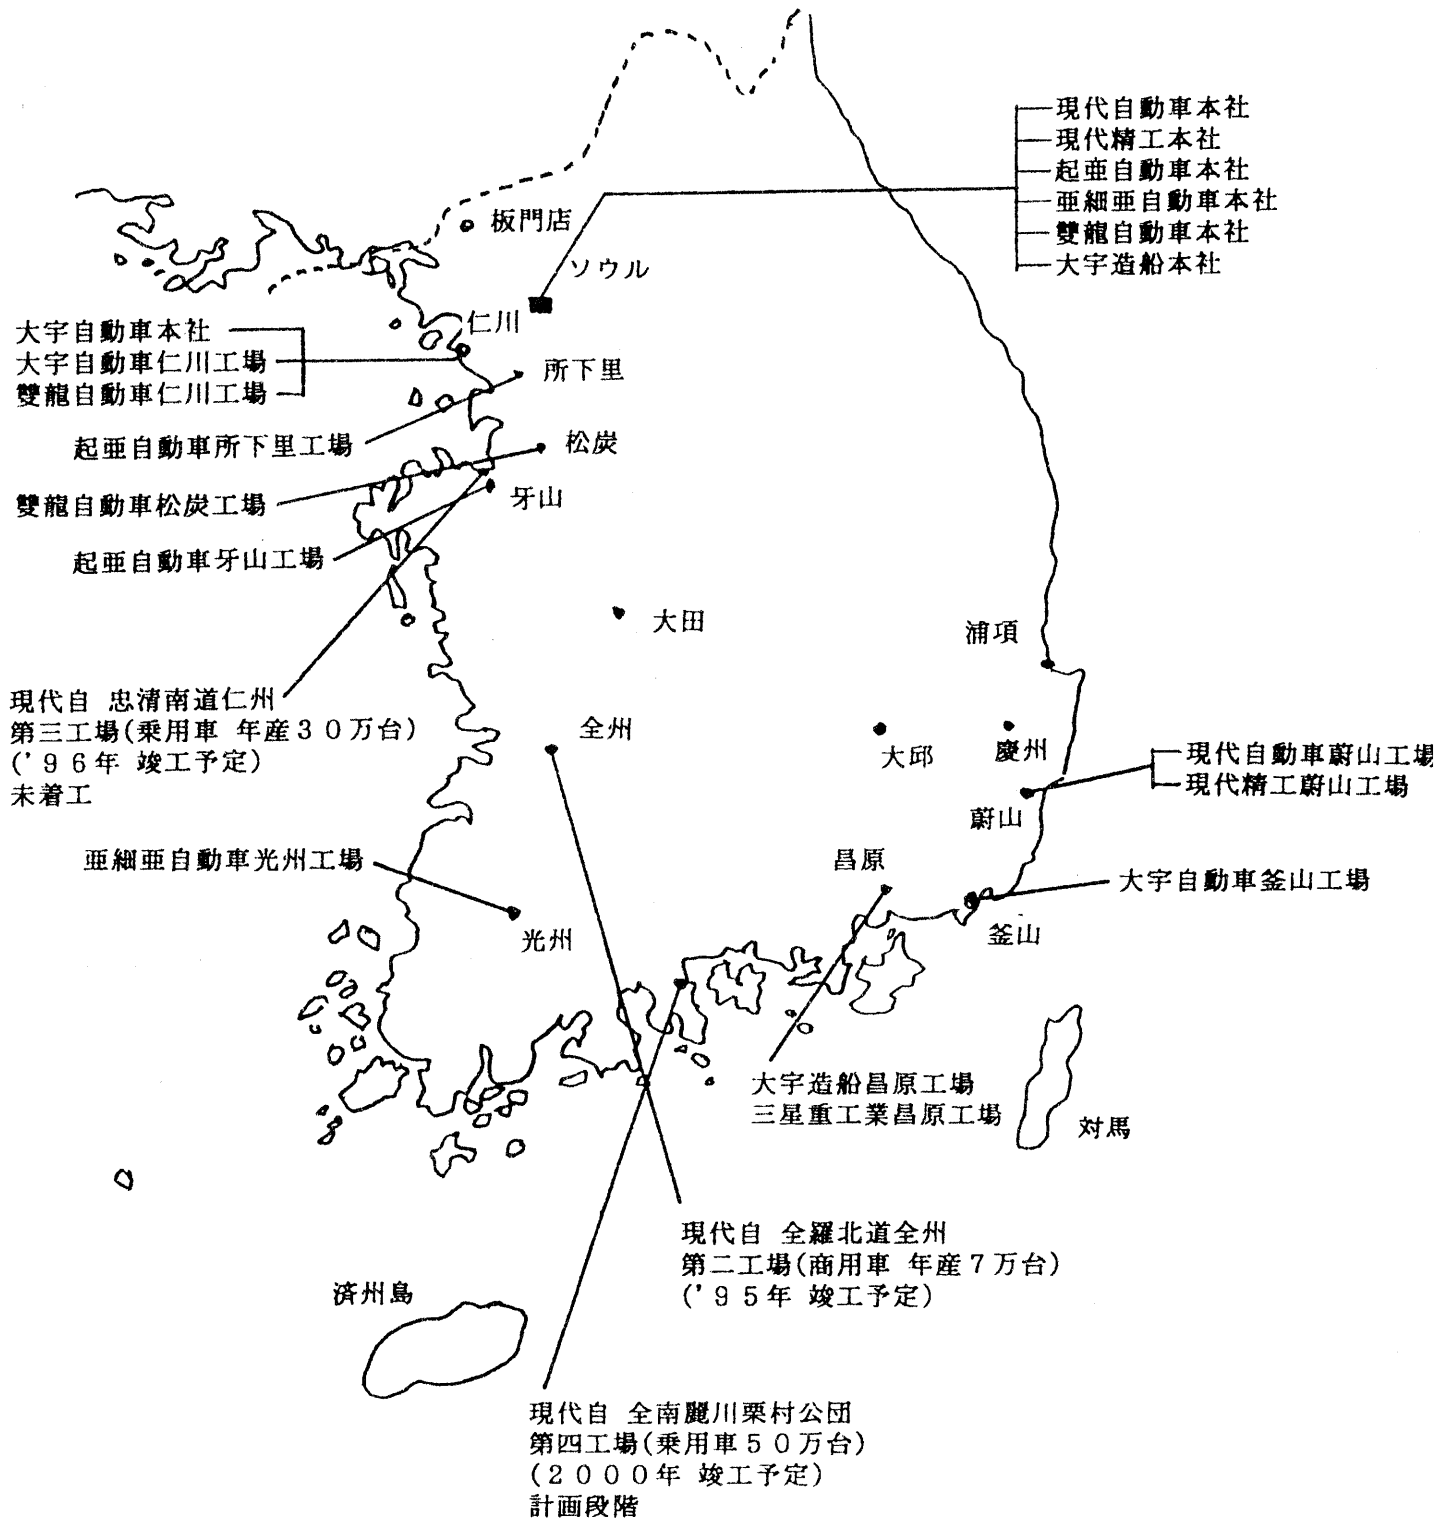 現代自動車本社
現代精工本社
起亜自動車本社
亜細亜自動車本社
雙龍自動車本社
大宇造船本社
板門店
ソウル
仁川
大宇自動車本社
大宇自動車仁川工場
雙龍自動車仁川工場
所下里
起亜自動車所下里工場
松炭
雙龍自動車松炭工場
牙山
起亜自動車牙山工場
大田
浦項
現代自 忠清南道仁州
第三工場(乗用車 年産30万台)
('96年 竣工予定)
未着工
全州
大邱
慶州
現代自動車蔚山工場
現代精工蔚山工場
蔚山
亜細亜自動車光州工場
昌原
大宇自動車釜山工場
光州
釜山
大宇造船昌原工場
三星重工業昌原工場
対馬
現代自 全羅北道全州
第二工場(商用車 年産7万台)
('95年 竣工予定)
済州島
現代自 全南麗川栗村公団
第四工場(乗用車50万台)
(2000年 竣工予定)
計画段階